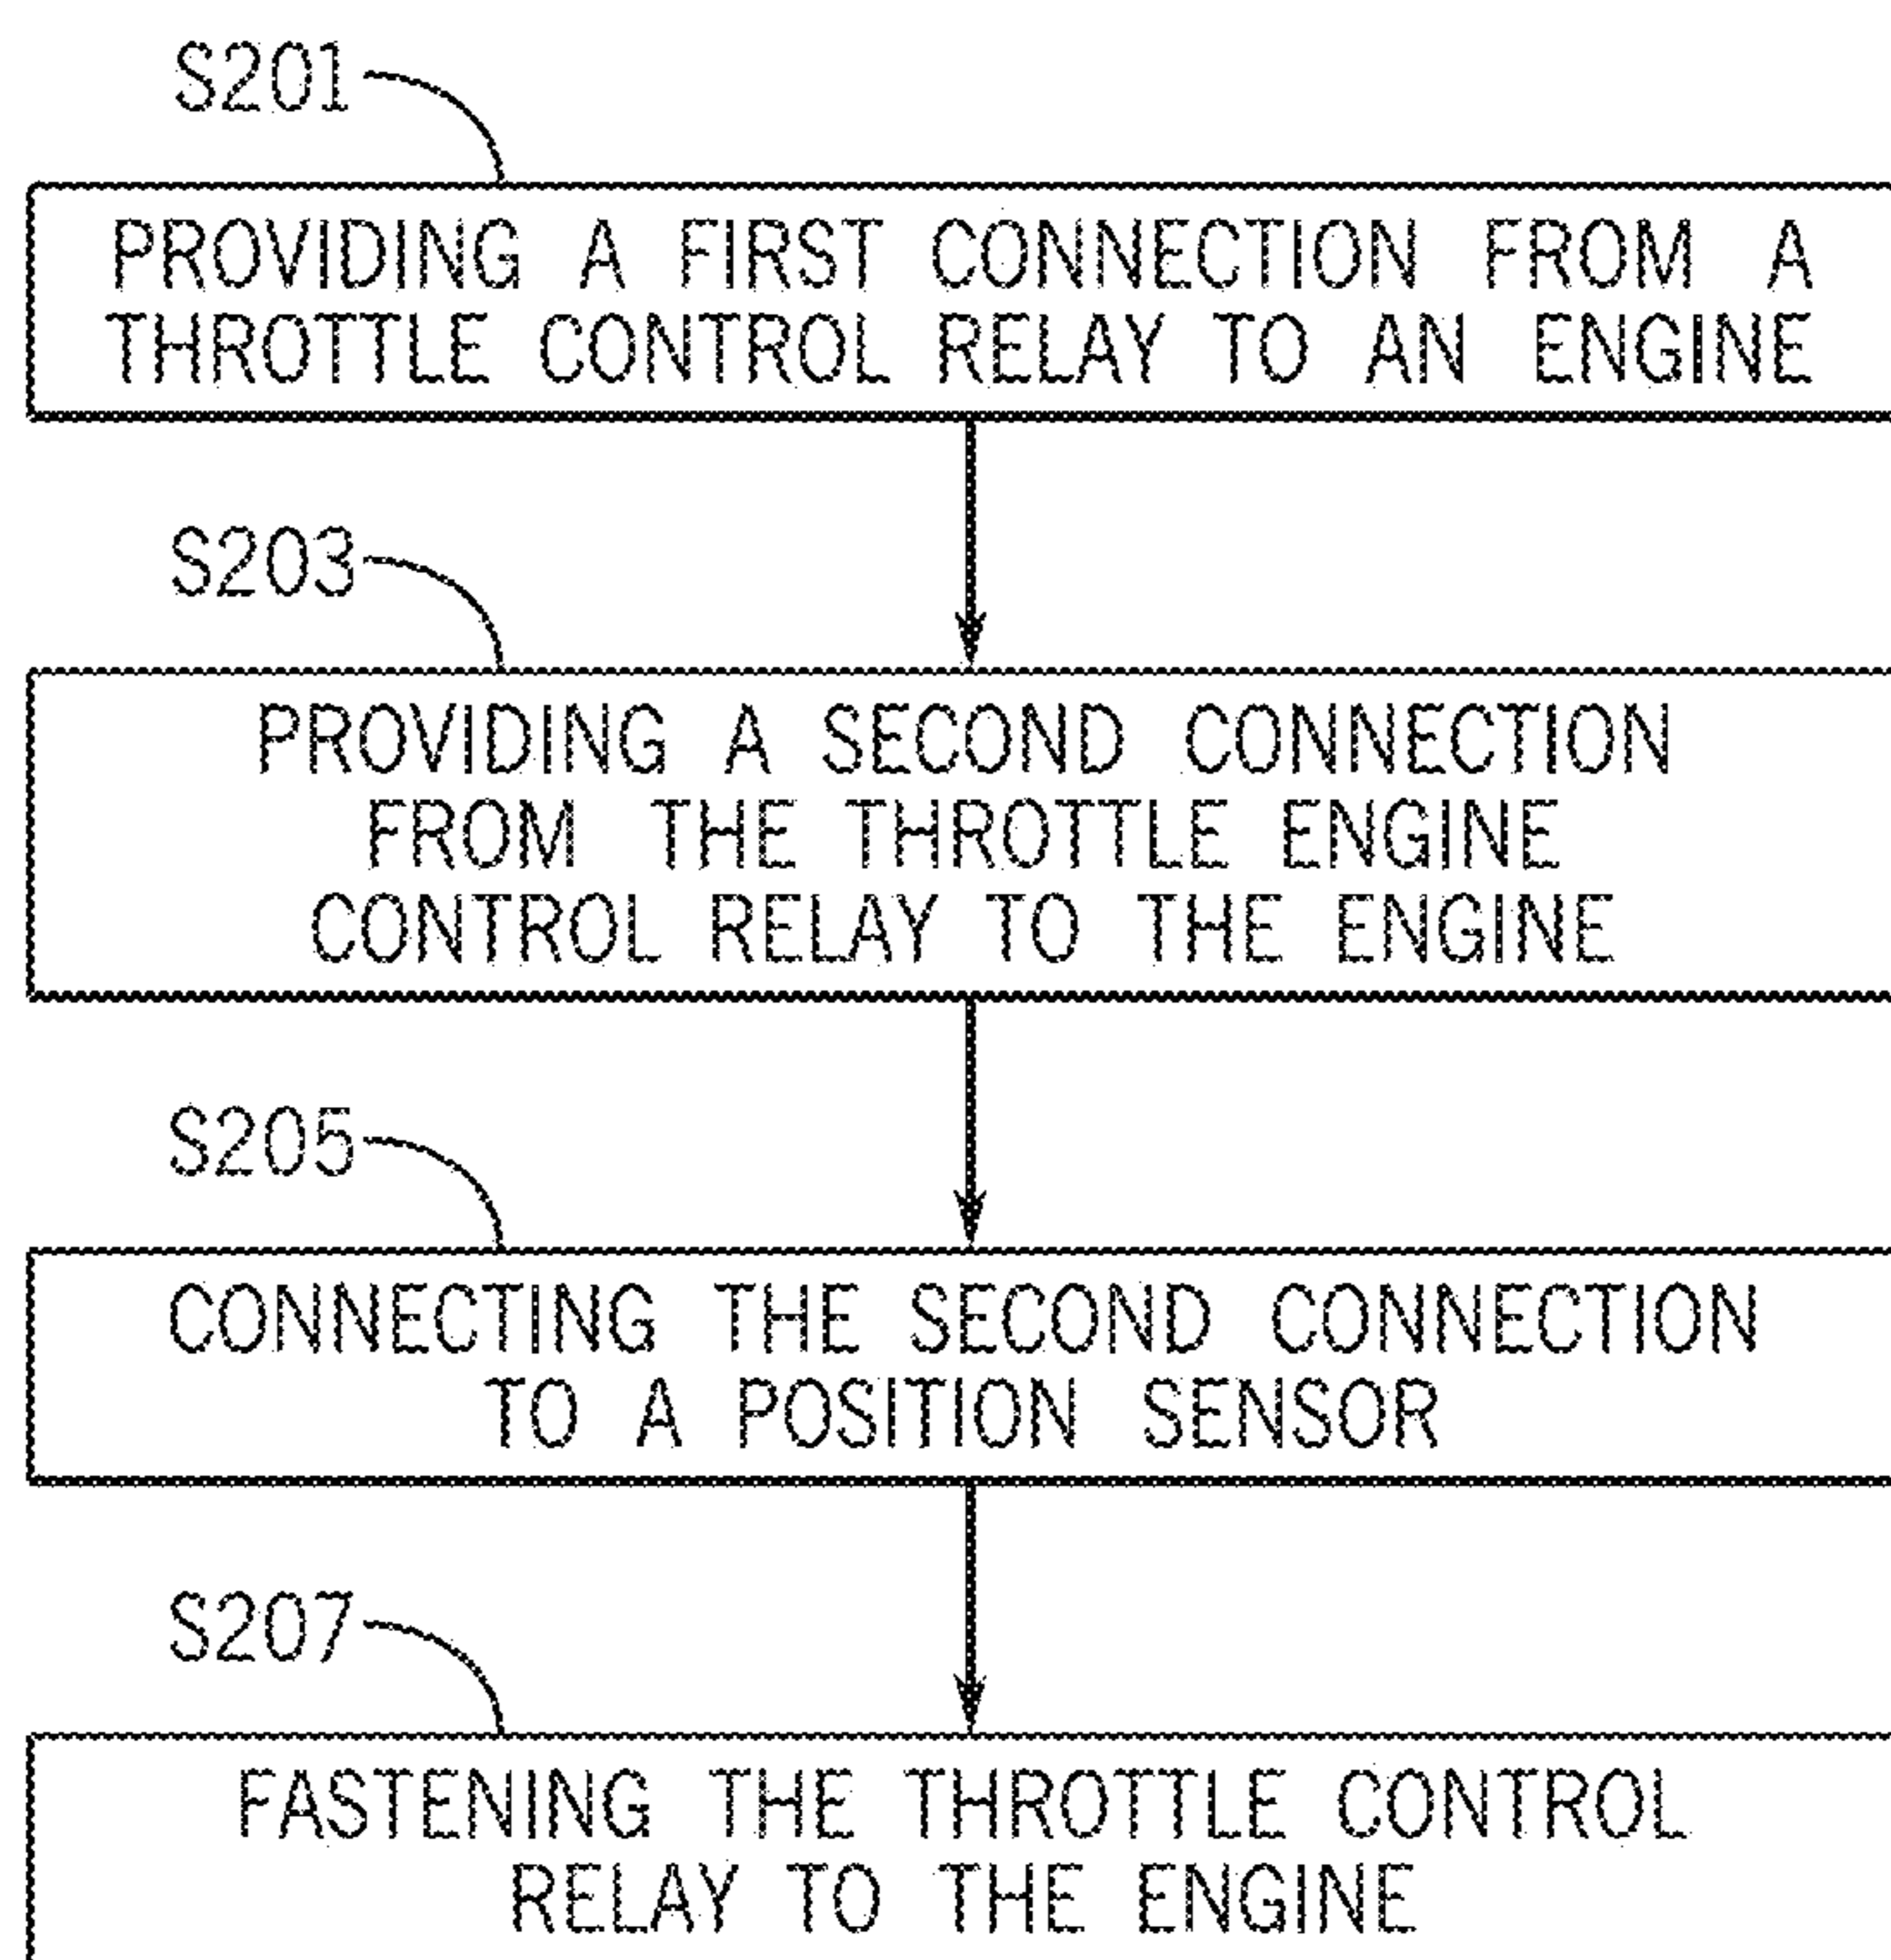 S201
PROVIDING A FIRST CONNECTION FROM A
THROTTLE CONTROL RELAY TO AN ENGINE
S203
PROVIDING A SECOND CONNECTION
FROM THE THROTTLE ENGINE
CONTROL RELAY TO THE ENGINE
S205
CONNECTING THE SECOND CONNECTION
TO A POSITION SENSOR
S207
FASTENING THE THROTTLE CONTROL
RELAY TO THE ENGINE